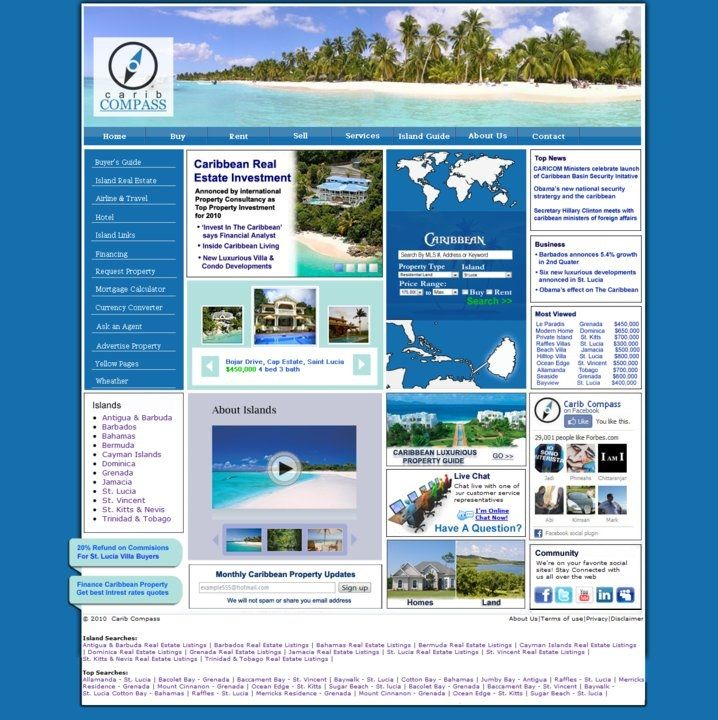 carib
COMPASS
Home Buy Rent Sell Services Island Guide About Us Contact
Buyer's Guide
Island Real Estate
Airline & Travel
Hotel
Island Links
Financing
Request Property
Mortgage Calculator
Currency Converter
Ask an Agent
Advertise Property
Yellow Pages
Wheather
Caribbean Real
Estate Investment
Annonced by international
Property Consultancy as
Top Property Investment
for 2010
• 'Invest In The Caribbean'
says Financial Analyst
• Inside Caribbean Living
• New Luxurious Villa &
Condo Developments
Bojar Drive, Cap Estate, Saint Lucia
$450,000 4 bed 3 bath
CARIBBEAN
Search By MLS #, Address or Keyword
Property Type Island
Residential Land St Luca
Price Range:
to Max. Buy Rent
Search >>
Top News
CARICOM Ministers celebrate launch
of Caribbean Basin Security Intiative
Obama's new national security
stratergy and the caribbean
Secretary Hillary Clinton meets with
caribbean ministers of foreign affairs
Business
• Barbados annonces 5.4% growth
in 2nd Quater
• Six new luxurious developments
annonced in St. Lucia
• Obama's effect on The Caribbean
Most Viewed
Le Paradis Grenada $450,000
Modern Home Dominica $650,000
Private Island St. Kitts $700,000
Raffles Villas St. Lucia $300,000
Beach Villa Jamacia $500,000
Hilltop Villa St. Lucia $800,000
Ocean Edge St. Vincent $500,000
Allamanda Tobago $700,000
Seaside Grenada $600,000
Bayview St. Lucia $400,000
Islands
• Antigua & Barbuda
• Barbados
• Bahamas
• Bermuda
• Cayman Islands
• Dominica
• Grenada
• Jamacia
• St. Lucia
• St. Vincent
• St. Kitts & Nevis
• Trinidad & Tobago
20% Refund on Commisions
For St. Lucia Villa Buyers
Finance Caribbean Property
Get best Intrest rates quotes
About Islands
Monthly Caribbean Property Updates
example555@hotmail.com Sign up
We will not spam or share you email address
CARIBBEAN LUXURIOUS
PROPERTY GUIDE GO >>
Live Chat
Chat live with one of
our customer service
representatives
I'm Online
Chat Now!
Have A Question?
Homes Land
Carib Compass
on Facebook
Like You like this.
29,001 people like Forbes.com
KI SONO
I AM I
Jadi Phineahs Chittaranjan
Abi Kimsan Mark
Facebook social plugin
Community
We're on your favorite social
sites! Stay Connected with
us all over the web
You
© 2010 Carib Compass
About Us|Terms of use|Privacy|Disclaimer
Island Searches:
Antigua & Barbuda Real Estate Listings | Barbados Real Estate Listings | Bahamas Real Estate Listings | Bermuda Real Estate Listings | Cayman Islands Real Estate Listings
| Dominica Real Estate Listings | Grenada Real Estate Listings | Jamacia Real Estate Listings | St. Lucia Real Estate Listings | St. Vincent Real Estate Listings |
St. Kitts & Nevis Real Estate Listings | Trinidad & Tobago Real Estate Listings |
Top Searches:
Allamanda - St. Lucia | Bacolet Bay - Grenada | Baccament Bay - St. Vincent | Baywalk - St. Lucia | Cotton Bay - Bahamas | Jumby Bay - Antigua | Raffles - St. Lucia | Merricks
Residence - Grenada | Mount Cinnamon - Grenada | Ocean Edge - St. Kitts | Sugar Beach - St. lucia | Bacolet Bay - Grenada | Baccament Bay - St. Vincent | Baywalk -
St. Lucia Cotton Bay - Bahamas | Raffles - St. Lucia | Merricks Residence - Grenada | Mount Cinnamon - Grenada | Ocean Edge - St. Kitts | Sugar Beach - St. lucia |